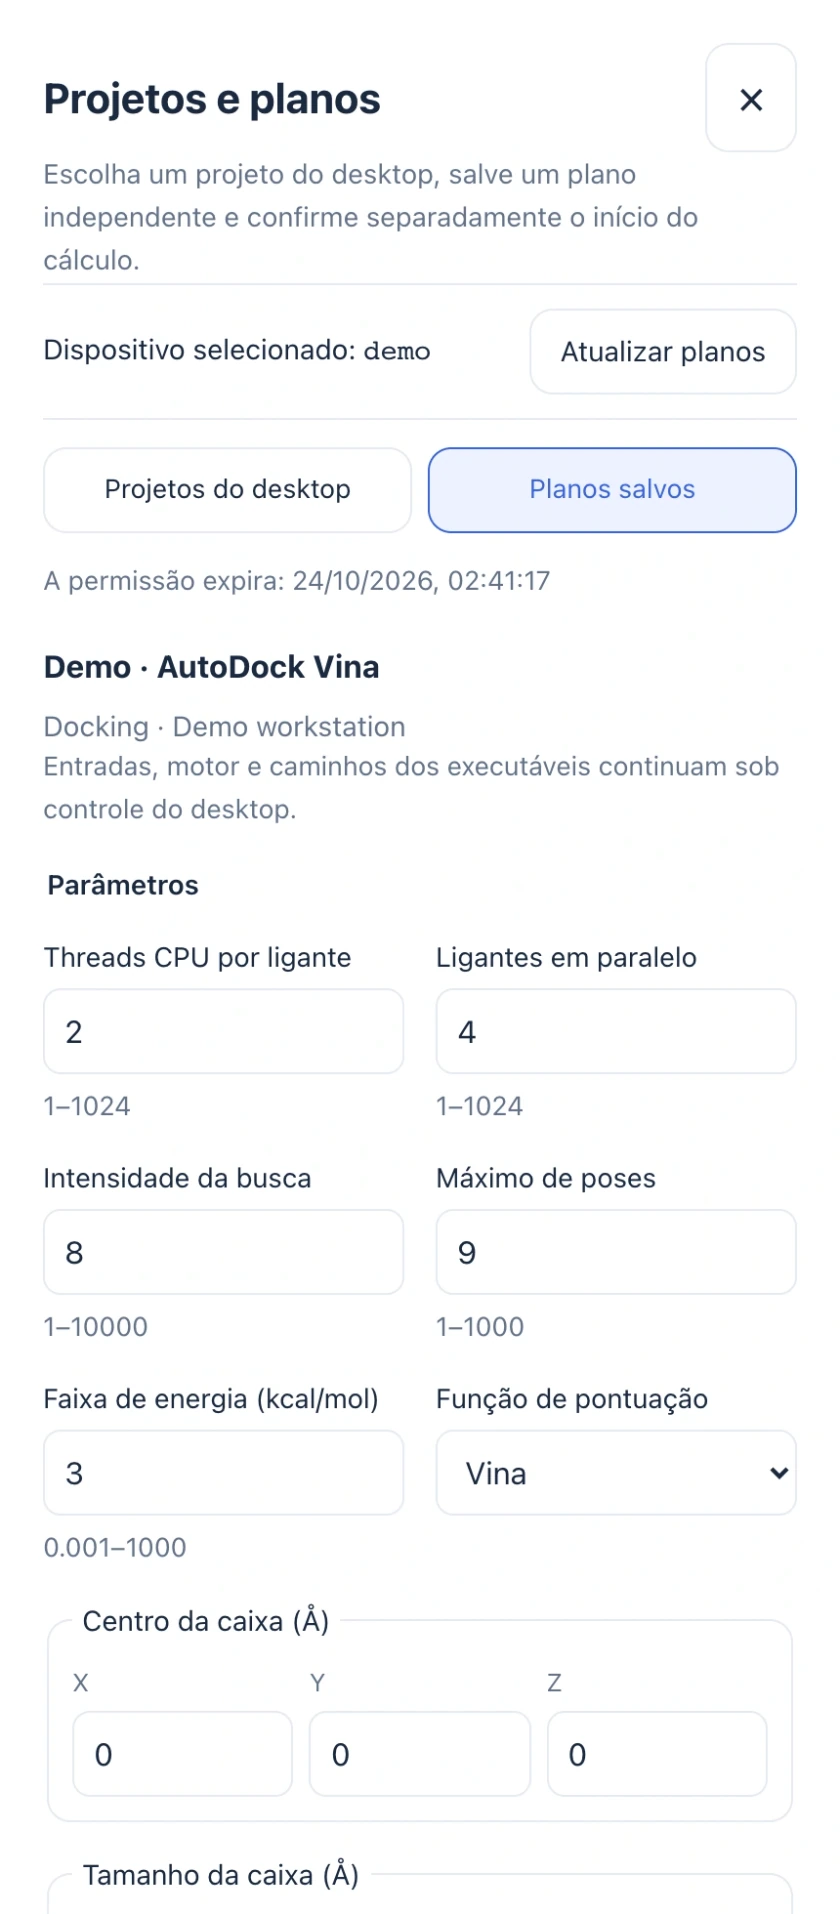 Projetos e planos
Escolha um projeto do desktop, salve um plano
independente e confirme separadamente o início do
cálculo.
Dispositivo selecionado: demo
Atualizar planos
Projetos do desktop
Planos salvos
A permissão expira: 24/10/2026, 02:41:17
Demo · AutoDock Vina
Docking · Demo workstation
Entradas, motor e caminhos dos executáveis continuam sob
controle do desktop.
Parâmetros
Threads CPU por ligante
Ligantes em paralelo
2
4
1–1024
1–1024
Intensidade da busca
Máximo de poses
8
9
1–10000
1–1000
Faixa de energia (kcal/mol)
Função de pontuação
3
Vina
0.001–1000
Centro da caixa (Å)
X
Y
Z
0
0
0
Tamanho da caixa (Å)